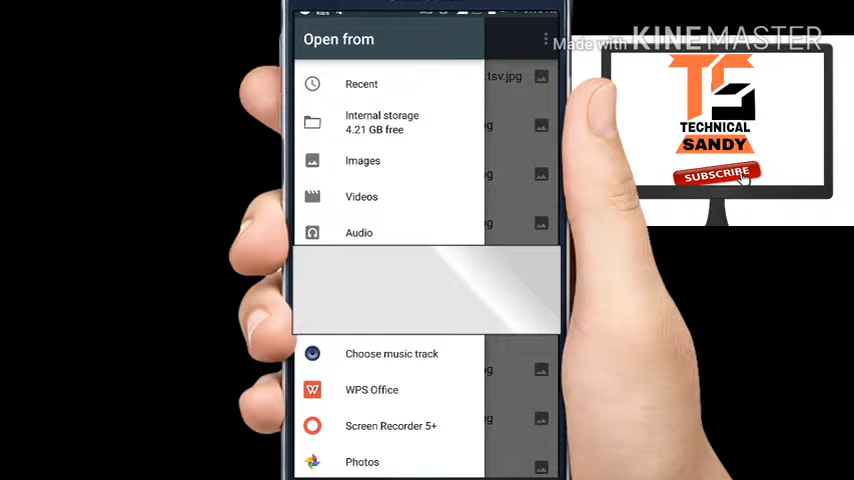 Open from
Made with KINEMASTER
.tsv.jpg
Recent
Internal storage
4.21 GB free
Images
Videos
Audio
Choose music track
WPS Office
Screen Recorder 5+
Photos
TECHNICAL
SANDY
SUBSCRIBE